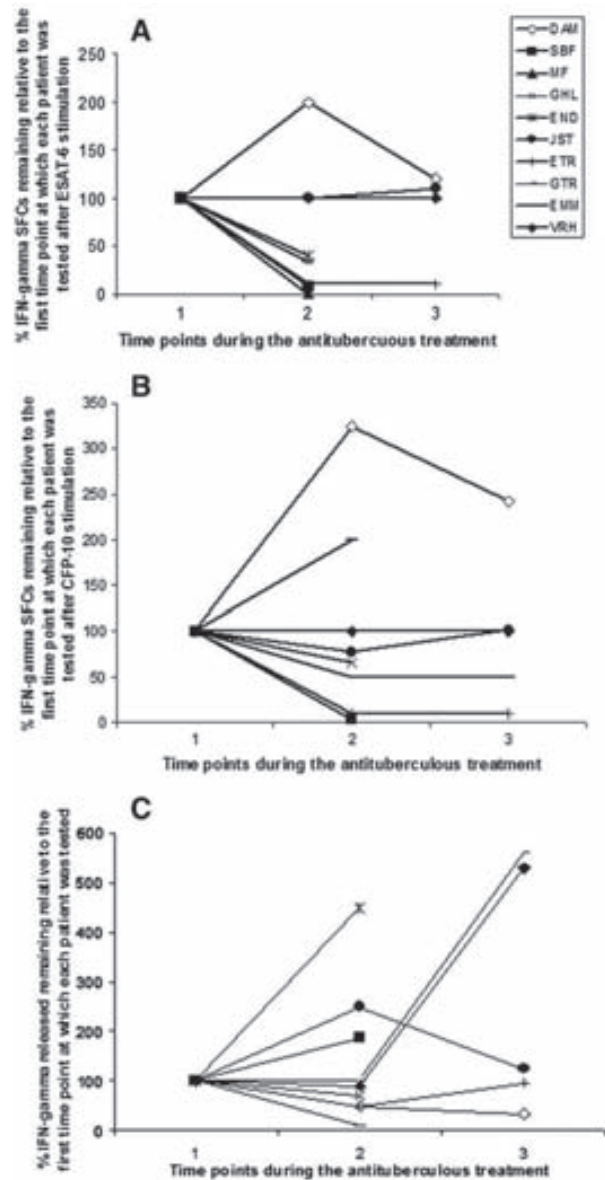 A
% IFN-gamma SFCs remaining relative to the
first time point at which each patient was
tested after ESAT-6 stimulation
250
200
150
100
50
0
1 2 3
Time points during the antitubercuous treatment
DAM
SBF
MF
GHL
END
JST
ETR
GTR
EMM
VRH
B
% IFN-gamma SFCs remaining relative to the
first time point at which each patient was
tested after CFP-10 stimulation
350
300
250
200
150
100
50
0
1 2 3
Time points during the antituberculous treatment
C
%IFN-gamma released remaining relative to the
first time point at which each patient was tested
600
500
400
300
200
100
0
1 2 3
Time points during the antituberculous treatment